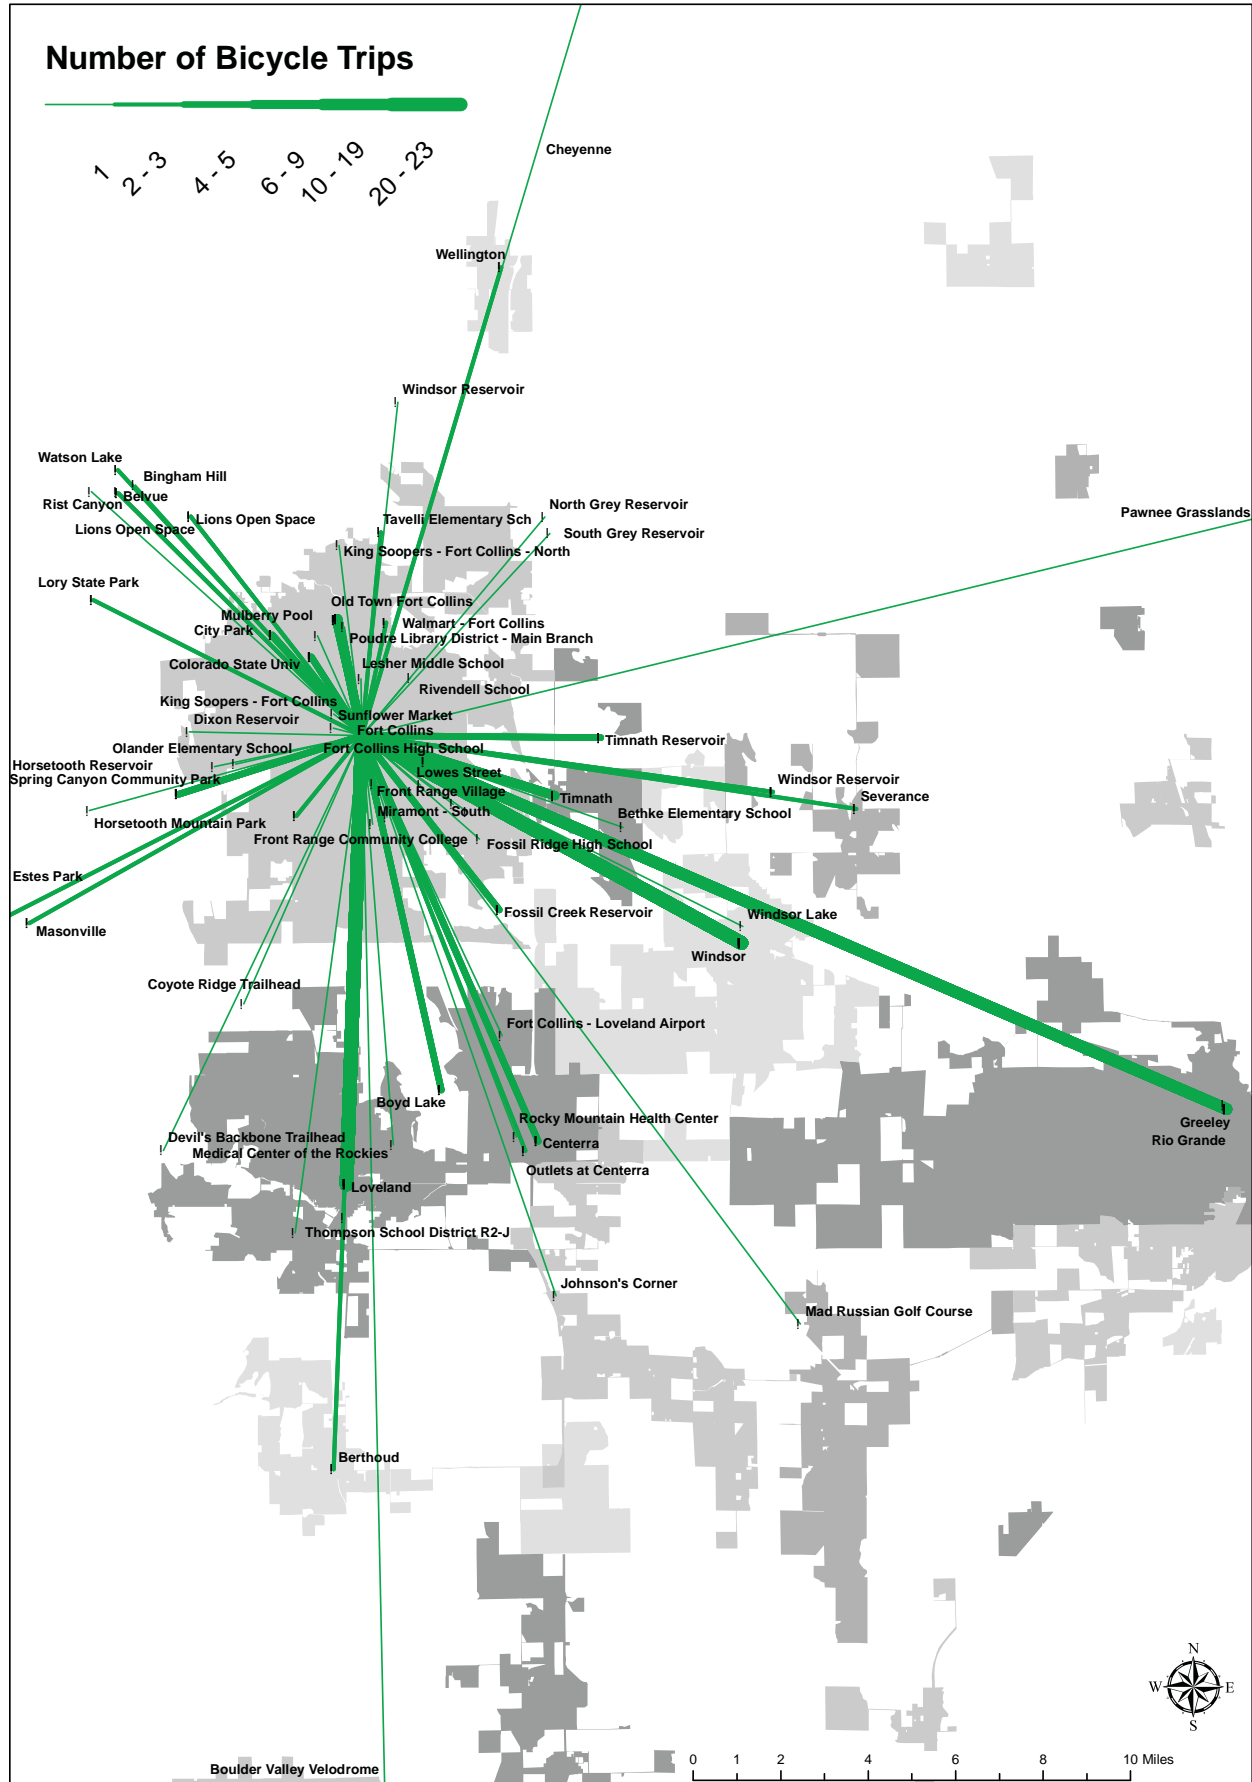 Number of Bicycle Trips
1
2 - 3
4 - 5
6 - 9
10 - 19
20 - 23
Cheyenne
Wellington
Windsor Reservoir
Watson Lake
Bingham Hill
Belvue
Rist Canyon
North Grey Reservoir
Pawnee Grasslands
Lions Open Space
Tavelli Elementary Sch
Lions Open Space
South Grey Reservoir
King Soopers - Fort Collins - North
Lory State Park
Old Town Fort Collins
Mulberry Pool
Walmart - Fort Collins
City Park
Poudre Library District - Main Branch
Colorado State Univ
Lesher Middle School
Rivendell School
King Soopers - Fort Collins
Sunflower Market
Dixon Reservoir
Fort Collins
Timnath Reservoir
Olander Elementary School
Fort Collins High School
Horsetooth Reservoir
Lowes Street
Spring Canyon Community Park
Windsor Reservoir
Front Range Village
Timnath
Severance
Horsetooth Mountain Park
Miramont - South
Bethke Elementary School
Front Range Community College
Fossil Ridge High School
Estes Park
Fossil Creek Reservoir
Windsor Lake
Masonville
Windsor
Coyote Ridge Trailhead
Fort Collins - Loveland Airport
Boyd Lake
Rocky Mountain Health Center
Greeley
Devil's Backbone Trailhead
Centerra
Rio Grande
Medical Center of the Rockies
Outlets at Centerra
Loveland
Thompson School District R2-J
Johnson's Corner
Mad Russian Golf Course
Berthoud
N
W
E
S
Boulder Valley Velodrome
0 1 2 4 6 8 10 Miles